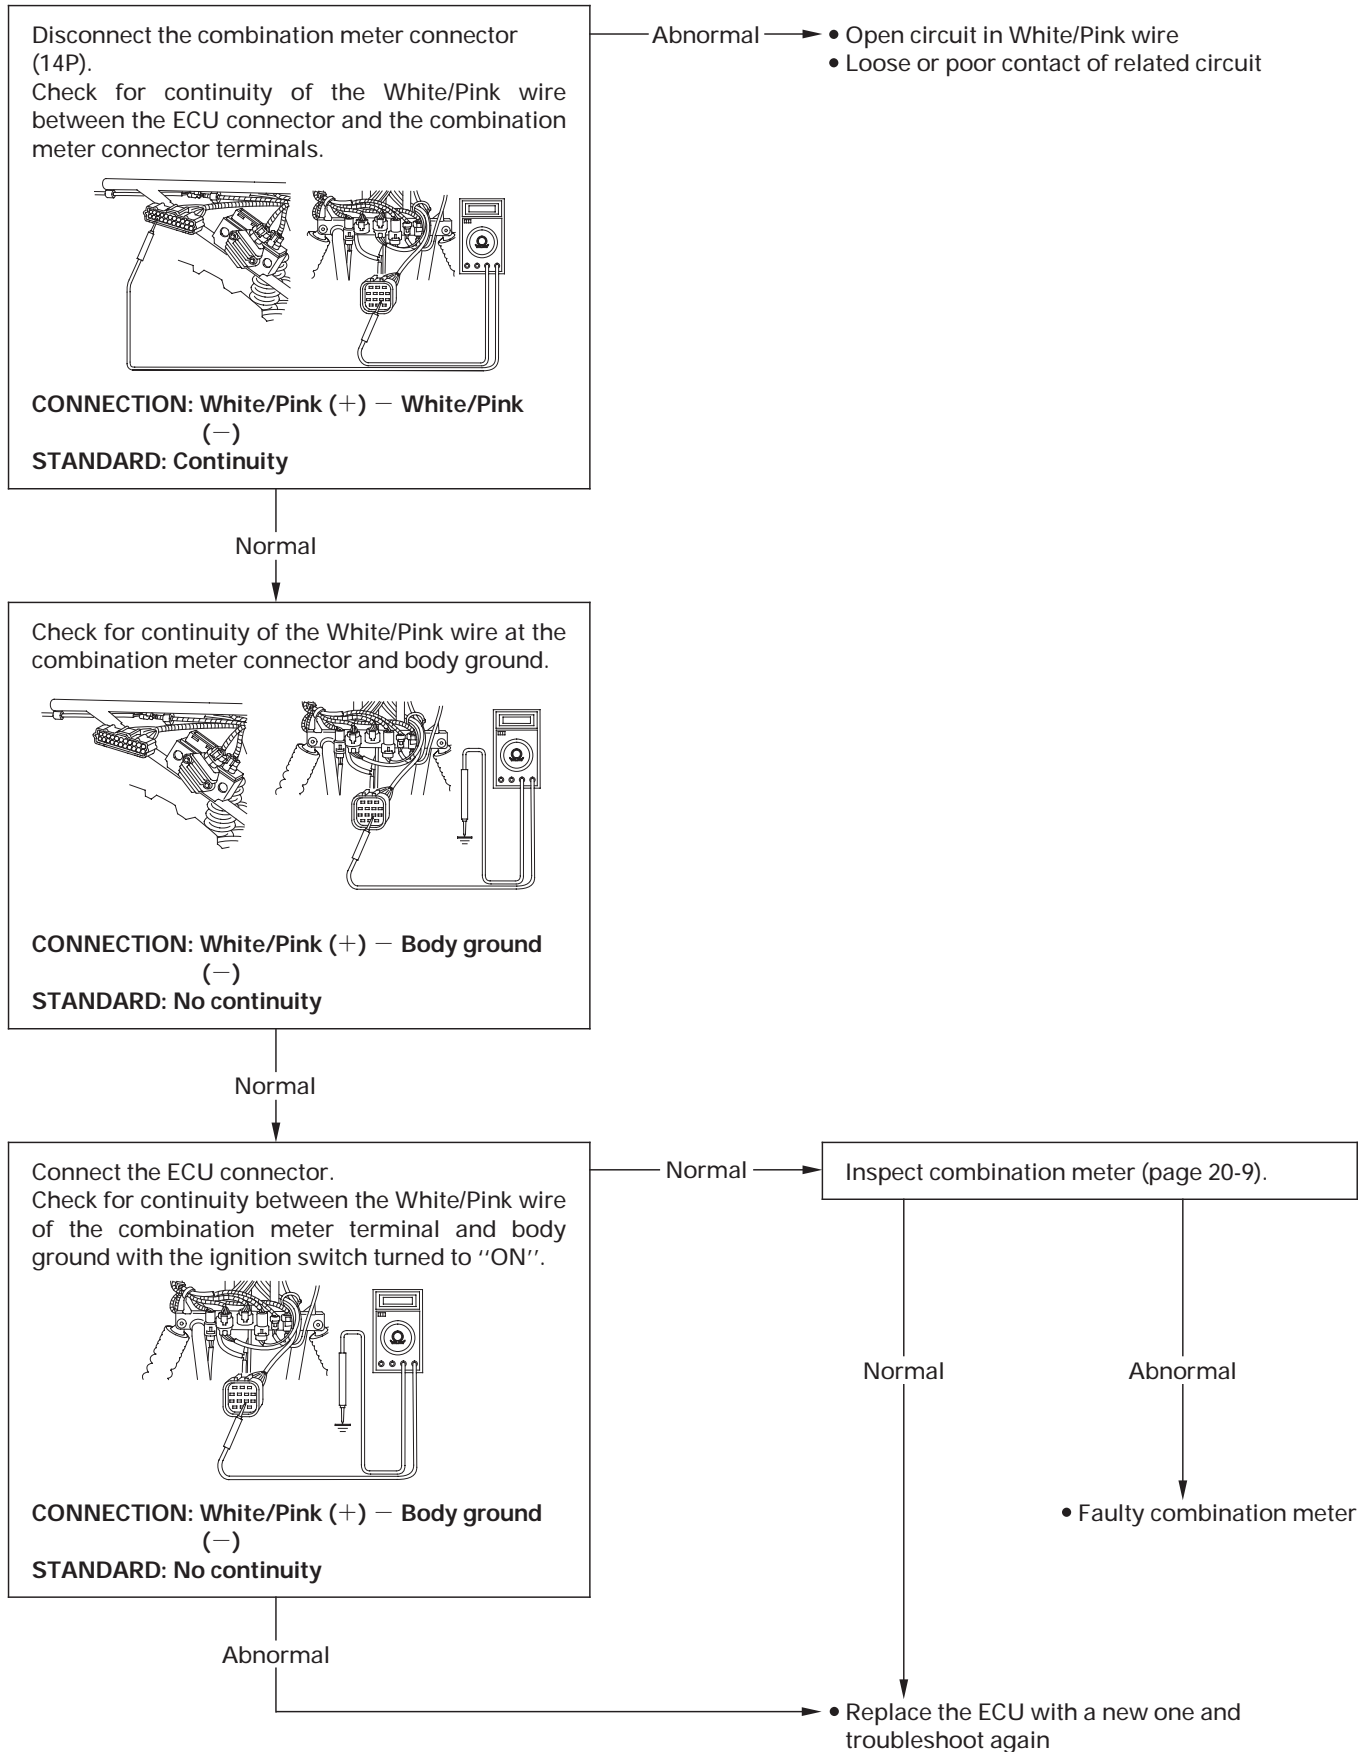 Disconnect the combination meter connector
(14P).
Check for continuity of the White/Pink wire
between the ECU connector and the combination
meter connector terminals.
CONNECTION: White/Pink (+) − White/Pink
(−)
STANDARD: Continuity
Abnormal
• Open circuit in White/Pink wire
• Loose or poor contact of related circuit
Normal
Check for continuity of the White/Pink wire at the
combination meter connector and body ground.
CONNECTION: White/Pink (+) − Body ground
(−)
STANDARD: No continuity
Normal
Connect the ECU connector.
Check for continuity between the White/Pink wire
of the combination meter terminal and body
ground with the ignition switch turned to ''ON''.
CONNECTION: White/Pink (+) − Body ground
(−)
STANDARD: No continuity
Normal
Inspect combination meter (page 20-9).
Normal
Abnormal
• Faulty combination meter
Abnormal
• Replace the ECU with a new one and
troubleshoot again